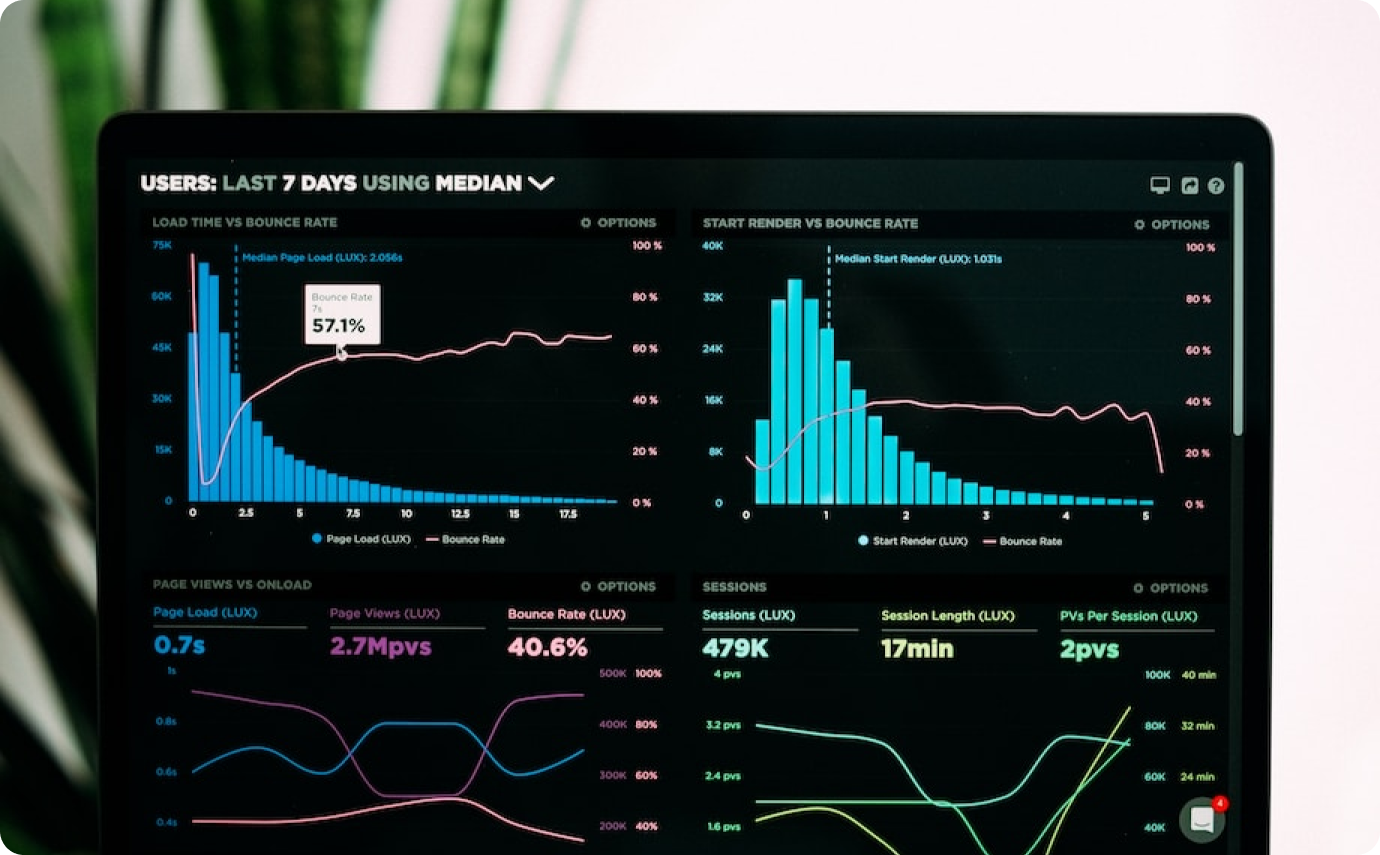 USERS: LAST 7 DAYS USING MEDIAN
LOAD TIME VS BOUNCE RATE
OPTIONS
75K
60K
45K
30K
15K
0
Median Page Load (LUX): 2.056s
Bounce Rate
7s
57.1%
100 %
80 %
60 %
40 %
20 %
0 %
0 2.5 5 7.5 10 12.5 15 17.5
Page Load (LUX) Bounce Rate
START RENDER VS BOUNCE RATE
OPTIONS
?
40K
32K
24K
16K
8K
0
Median Start Render (LUX): 1.031s
100 %
80 %
60 %
40 %
20 %
0 %
0 1 2 3 4 5
Start Render (LUX) Bounce Rate
PAGE VIEWS VS ONLOAD
OPTIONS
Page Load (LUX)
0.7s
Page Views (LUX)
2.7Mpvs
Bounce Rate (LUX)
40.6%
1s
0.8s
0.6s
0.4s
500K 100%
400K 80%
300K 60%
200K 40%
SESSIONS
OPTIONS
Sessions (LUX)
479K
Session Length (LUX)
17min
PVs Per Session (LUX)
2pvs
4 pvs
3.2 pvs
2.4 pvs
1.6 pvs
100K 40 min
80K 32 min
60K 24 min
40K
4